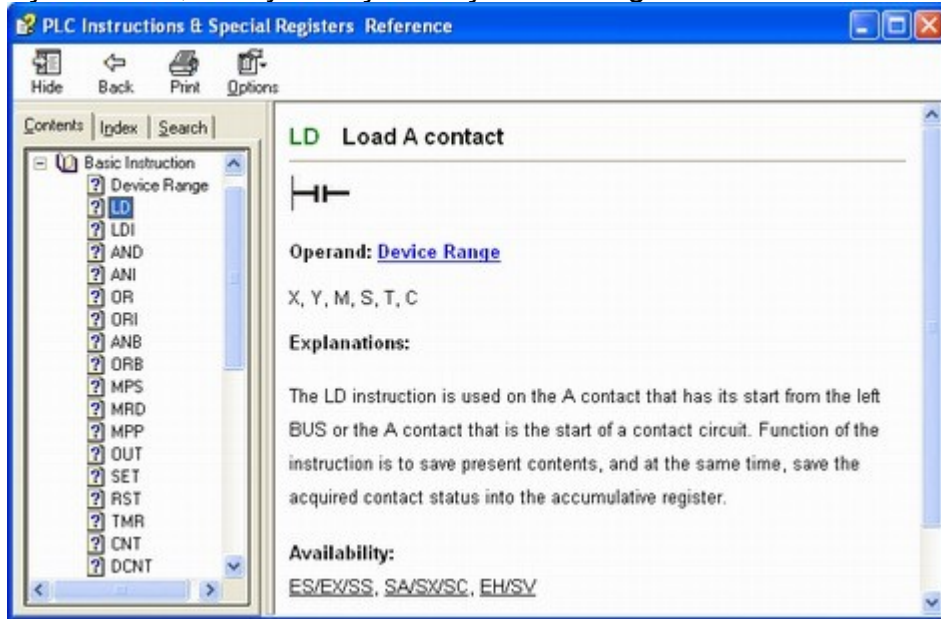 PLC Instructions & Special Registers Reference
Hide Back Print Options
Contents Index Search
Basic Instruction
Device Range
LD
LDI
AND
ANI
OR
ORI
ANB
ORB
MPS
MRD
MPP
OUT
SET
RST
TMR
CNT
DCNT
LD Load A contact
Operand: Device Range
X, Y, M, S, T, C
Explanations:
The LD instruction is used on the A contact that has its start from the left
BUS or the A contact that is the start of a contact circuit. Function of the
instruction is to save present contents, and at the same time, save the
acquired contact status into the accumulative register.
Availability:
ES/EX/SS, SA/SX/SC, EH/SV